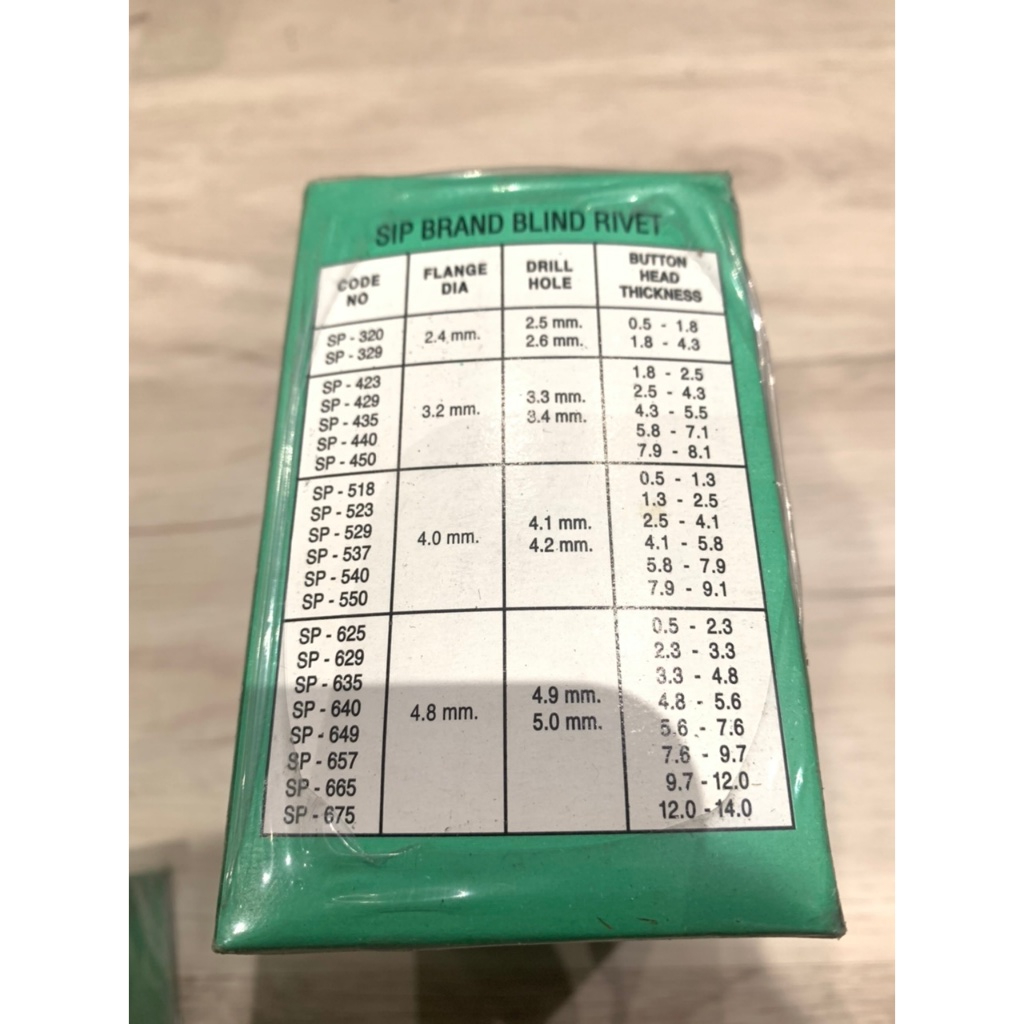 SIP BRAND BLIND RIVET
CODE NO FLANGE DIA DRILL HOLE BUTTON HEAD THICKNESS
SP - 320 2.4 mm. 2.5 mm. 0.5 - 1.8
SP - 329 2.6 mm. 1.8 - 4.3
SP - 423 1.8 - 2.5
SP - 429 3.2 mm. 3.3 mm. 2.5 - 4.3
SP - 435 3.4 mm. 4.3 - 5.5
SP - 440 5.8 - 7.1
SP - 450 7.9 - 8.1
SP - 518 0.5 - 1.3
SP - 523 1.3 - 2.5
SP - 529 4.0 mm. 4.1 mm. 2.5 - 4.1
SP - 537 4.2 mm. 4.1 - 5.8
SP - 540 5.8 - 7.9
SP - 550 7.9 - 9.1
SP - 625 0.5 - 2.3
SP - 629 2.3 - 3.3
SP - 635 3.3 - 4.8
SP - 640 4.8 mm. 4.9 mm. 4.8 - 5.6
SP - 649 5.0 mm. 5.6 - 7.6
SP - 657 7.6 - 9.7
SP - 665 9.7 - 12.0
SP - 675 12.0 - 14.0